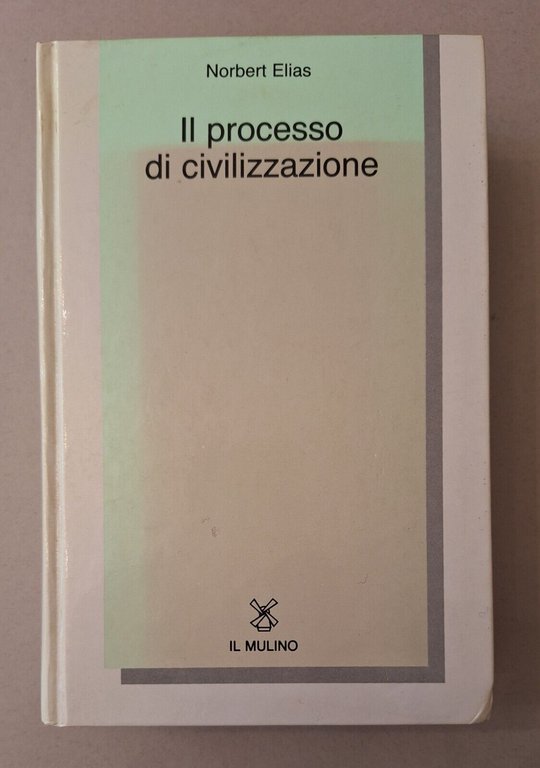 Norbert Elias
Il processo
di civilizzazione
IL MULINO